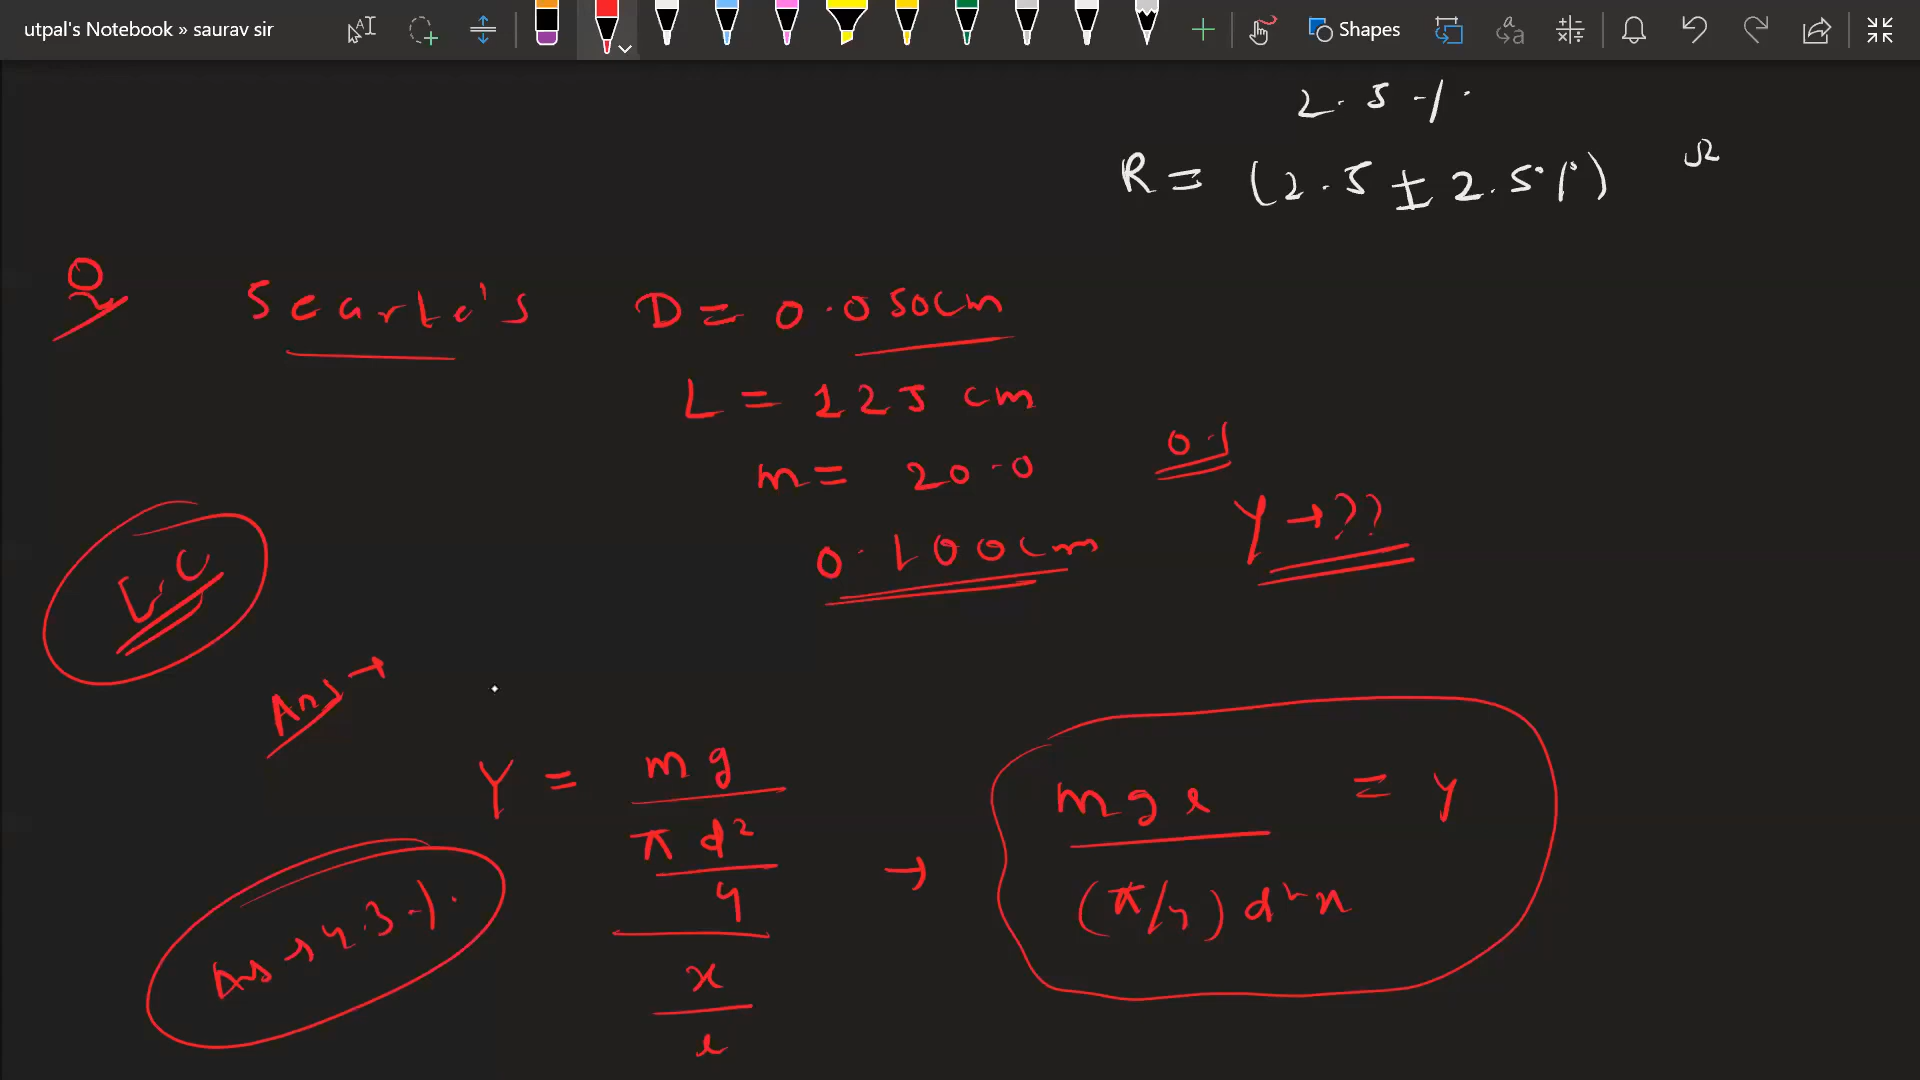 utpal's Notebook » saurav sir
Shapes
2.5 %
R = (2.5 ± 2.5%) Ω
Q Searle's D = 0.050cm
L = 125 cm
m = 20.0
0.1
0.100cm
Y → ??
L.C
Ans →
Y = mg
πd²
4
x
l
→ mgl = y
(π/4) d²x
Ans → 4.3 %